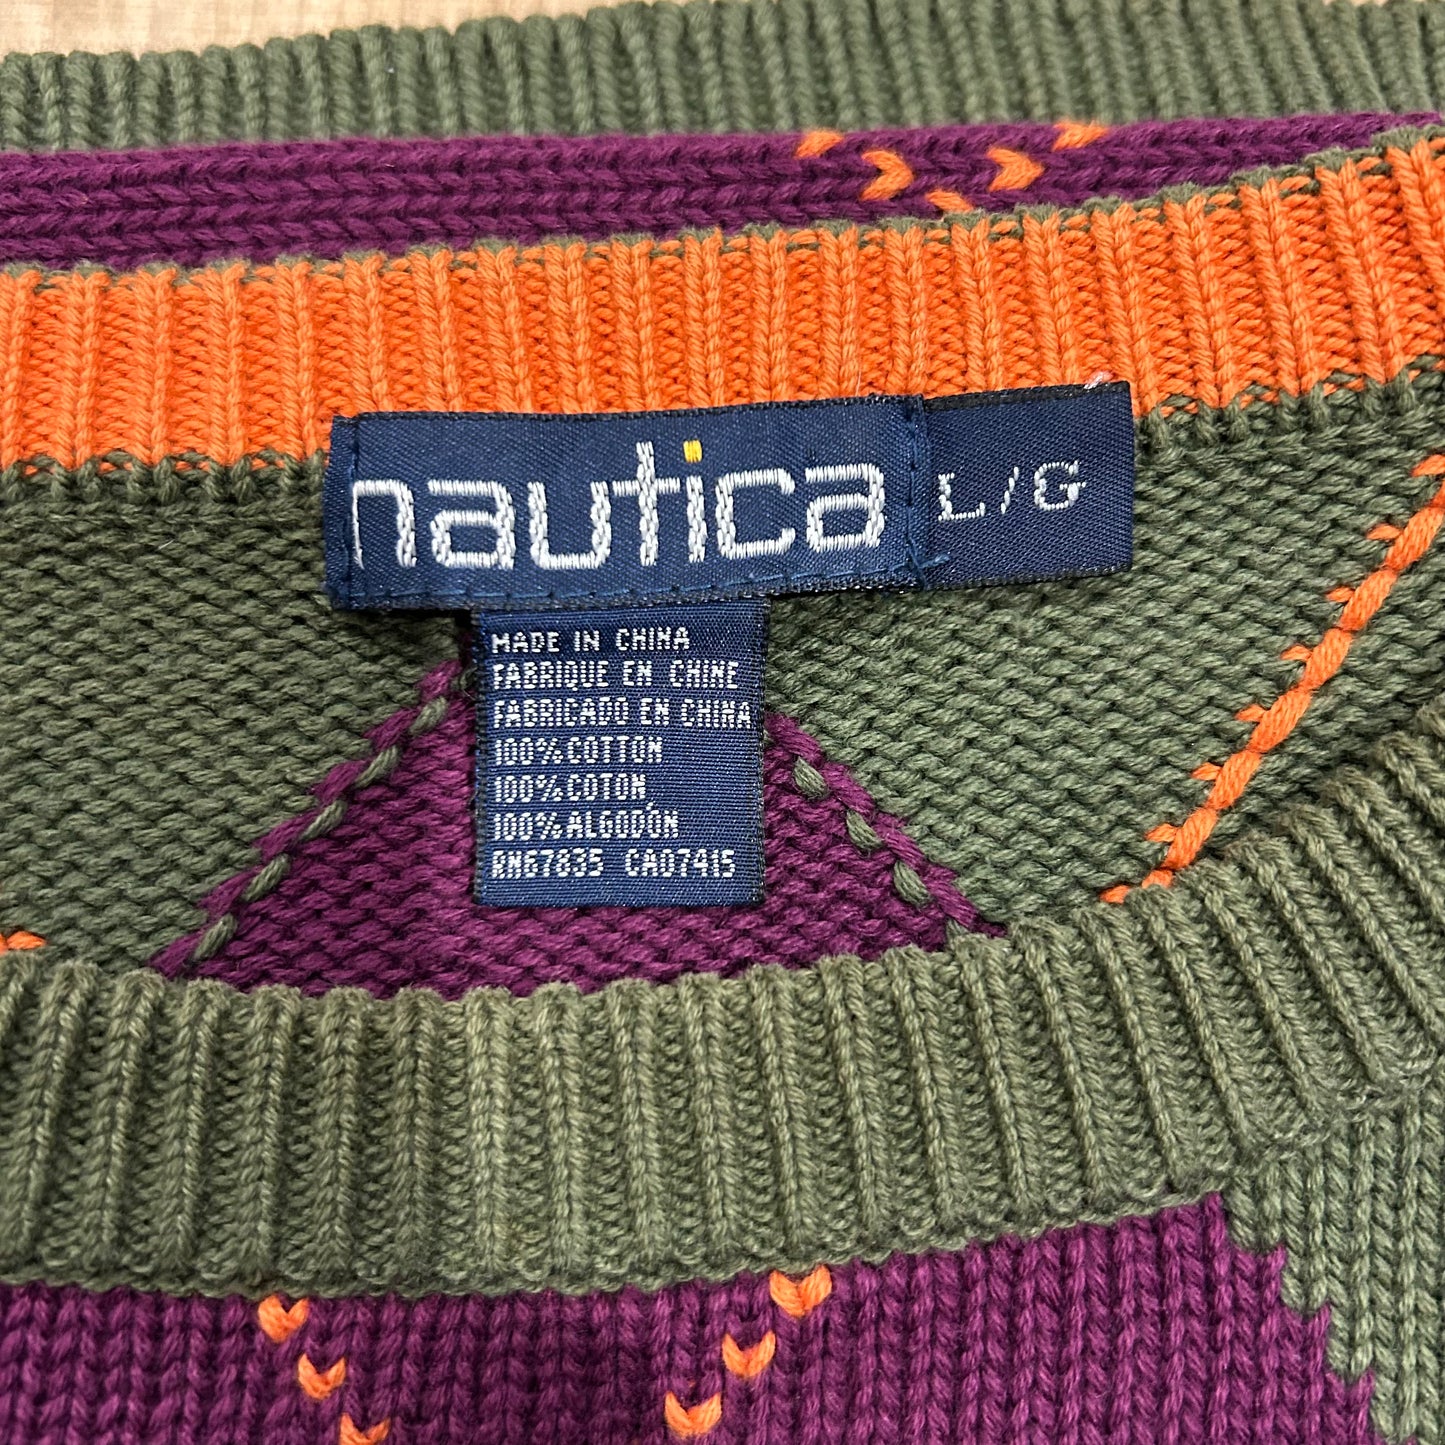 nautica L/G
MADE IN CHINA
FABRIQUE EN CHINE
FABRICADO EN CHINA
100% COTTON
100% COTON
100% ALGODÓN
RN67835 CA07415